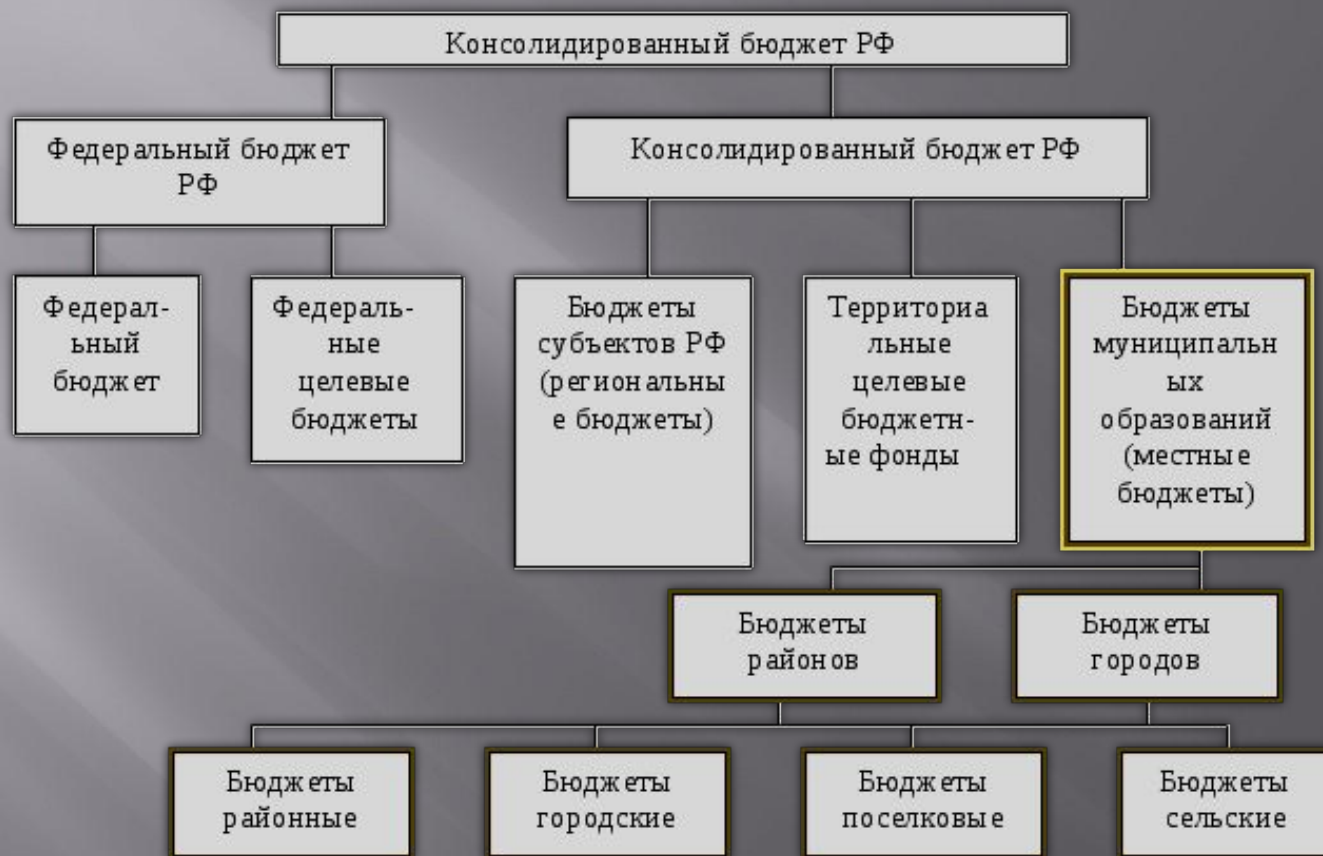 Консолидированный бюджет РФ
Федеральный бюджет
РФ
Консолидированный бюджет РФ
Федерал-
ьный
бюджет
Федераль-
ные
целевые
бюджеты
Бюджеты
субъектов РФ
(региональны
е бюджеты)
Территориа
льные
целевые
бюджетн-
ые фонды
Бюджеты
муниципальн
ых
образований
(местные
бюджеты)
Бюджеты
районов
Бюджеты
городов
Бюджеты
районные
Бюджеты
городские
Бюджеты
поселковые
Бюджеты
сельские